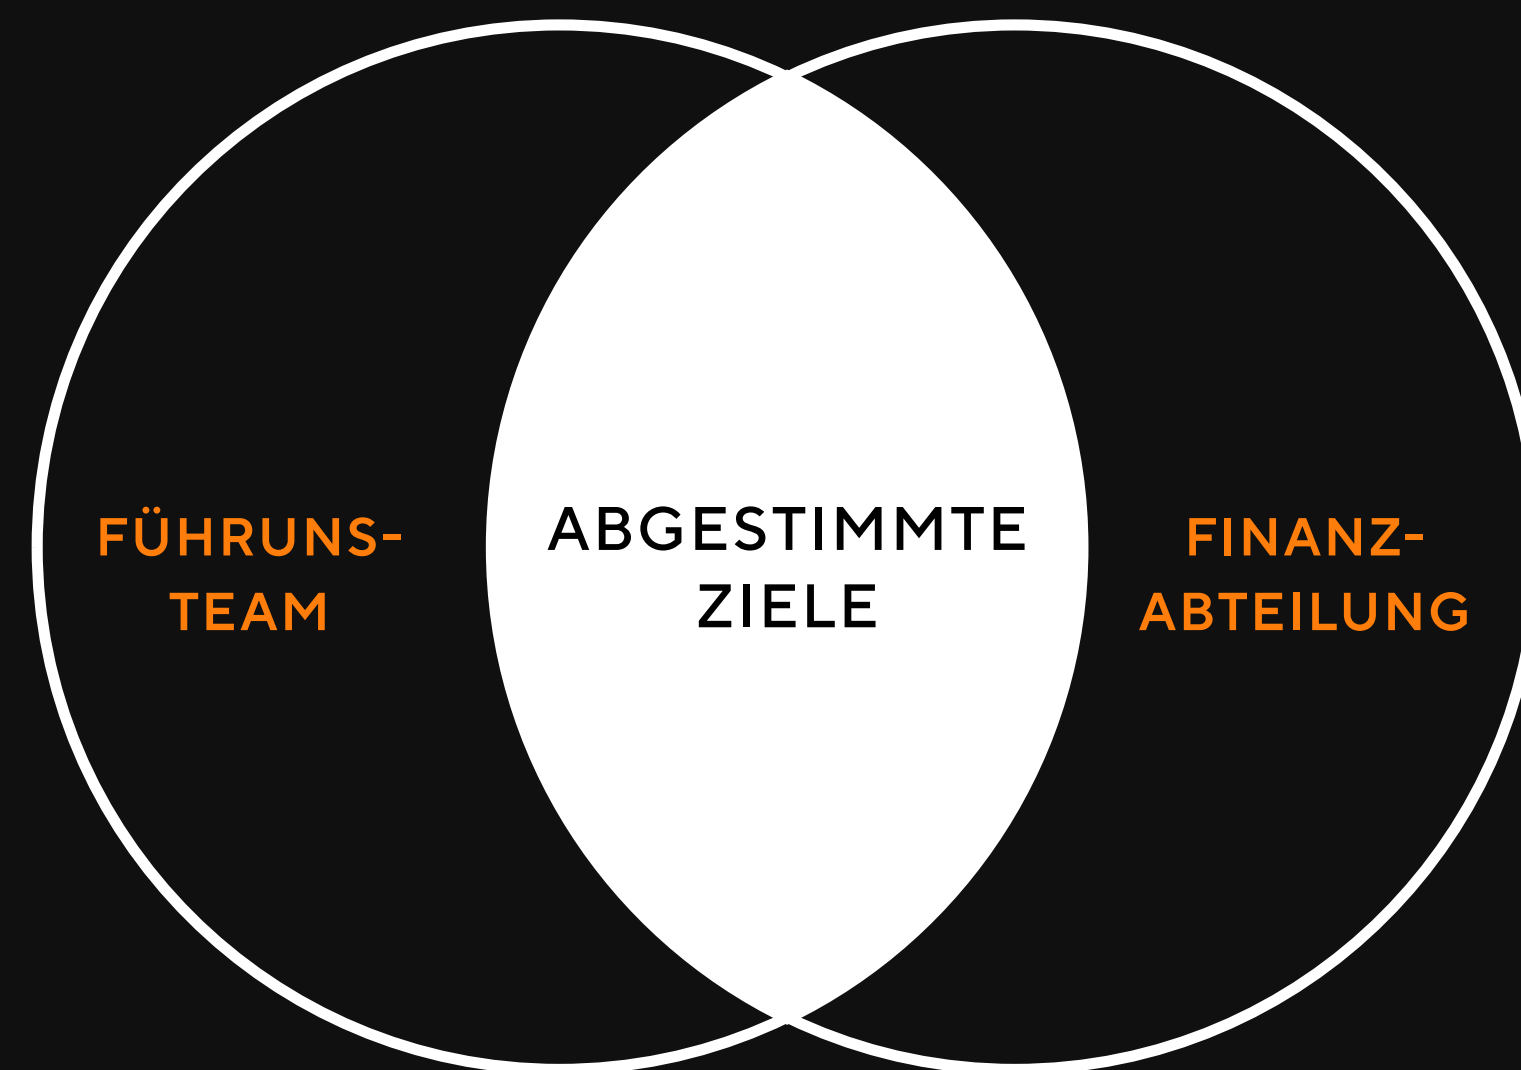 FÜHRUNS-
TEAM
ABGESTIMMTE
ZIELE
FINANZ-
ABTEILUNG